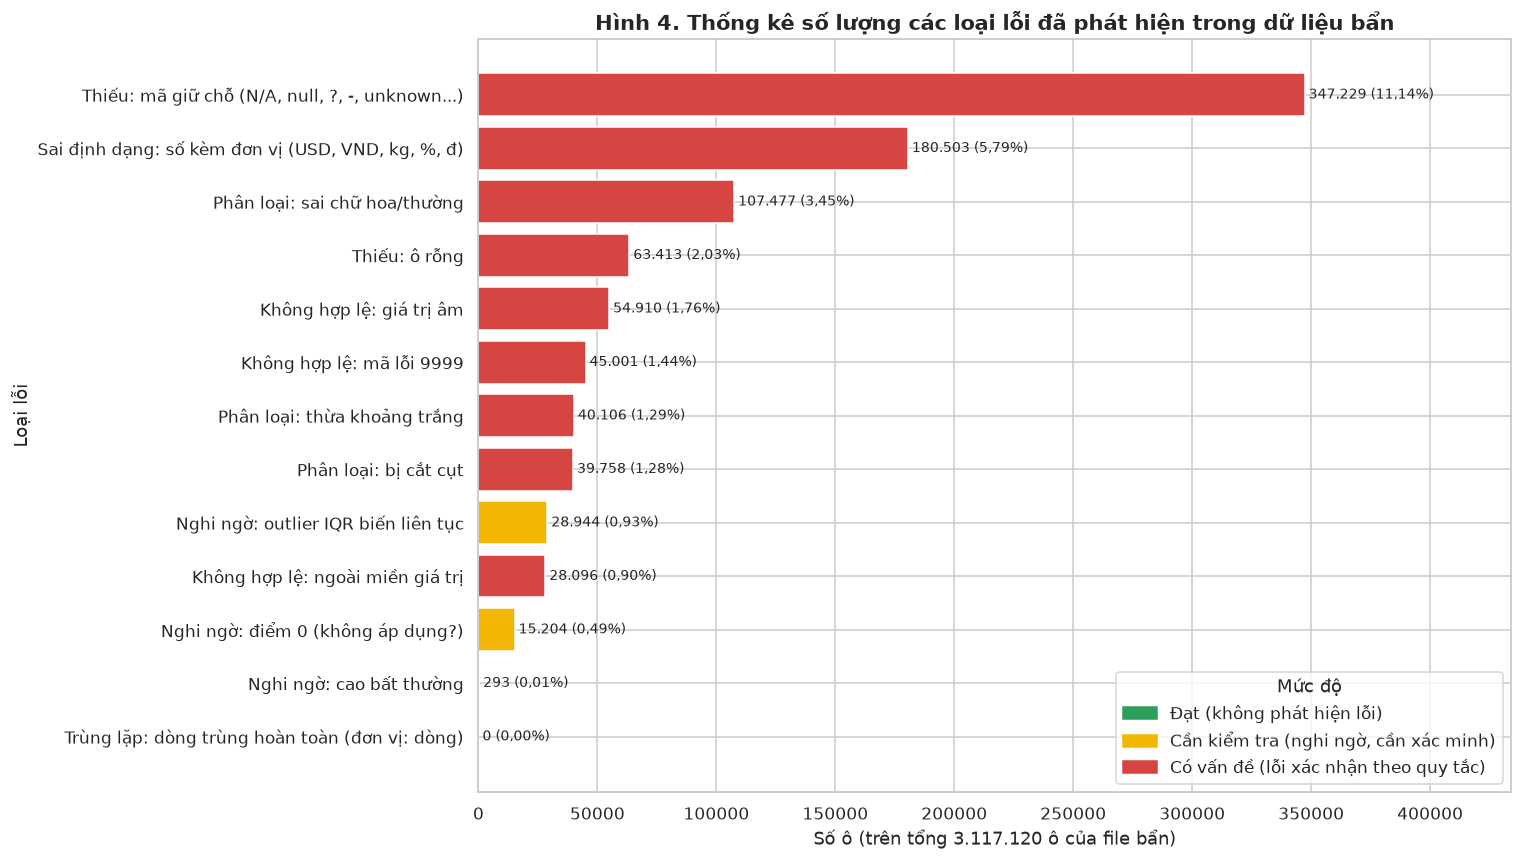 Hình 4. Thống kê số lượng các loại lỗi đã phát hiện trong dữ liệu bẩn
Loại lỗi
Thiếu: mã giữ chỗ (N/A, null, ?, -, unknown...)
347.229 (11,14%)
Sai định dạng: số kèm đơn vị (USD, VND, kg, %, đ)
180.503 (5,79%)
Phân loại: sai chữ hoa/thường
107.477 (3,45%)
Thiếu: ô rỗng
63.413 (2,03%)
Không hợp lệ: giá trị âm
54.910 (1,76%)
Không hợp lệ: mã lỗi 9999
45.001 (1,44%)
Phân loại: thừa khoảng trắng
40.106 (1,29%)
Phân loại: bị cắt cụt
39.758 (1,28%)
Nghi ngờ: outlier IQR biến liên tục
28.944 (0,93%)
Không hợp lệ: ngoài miền giá trị
28.096 (0,90%)
Nghi ngờ: điểm 0 (không áp dụng?)
15.204 (0,49%)
Nghi ngờ: cao bất thường
293 (0,01%)
Trùng lặp: dòng trùng hoàn toàn (đơn vị: dòng)
0 (0,00%)
Mức độ
Đạt (không phát hiện lỗi)
Cần kiểm tra (nghi ngờ, cần xác minh)
Có vấn đề (lỗi xác nhận theo quy tắc)
0 50000 100000 150000 200000 250000 300000 350000 400000
Số ô (trên tổng 3.117.120 ô của file bẩn)